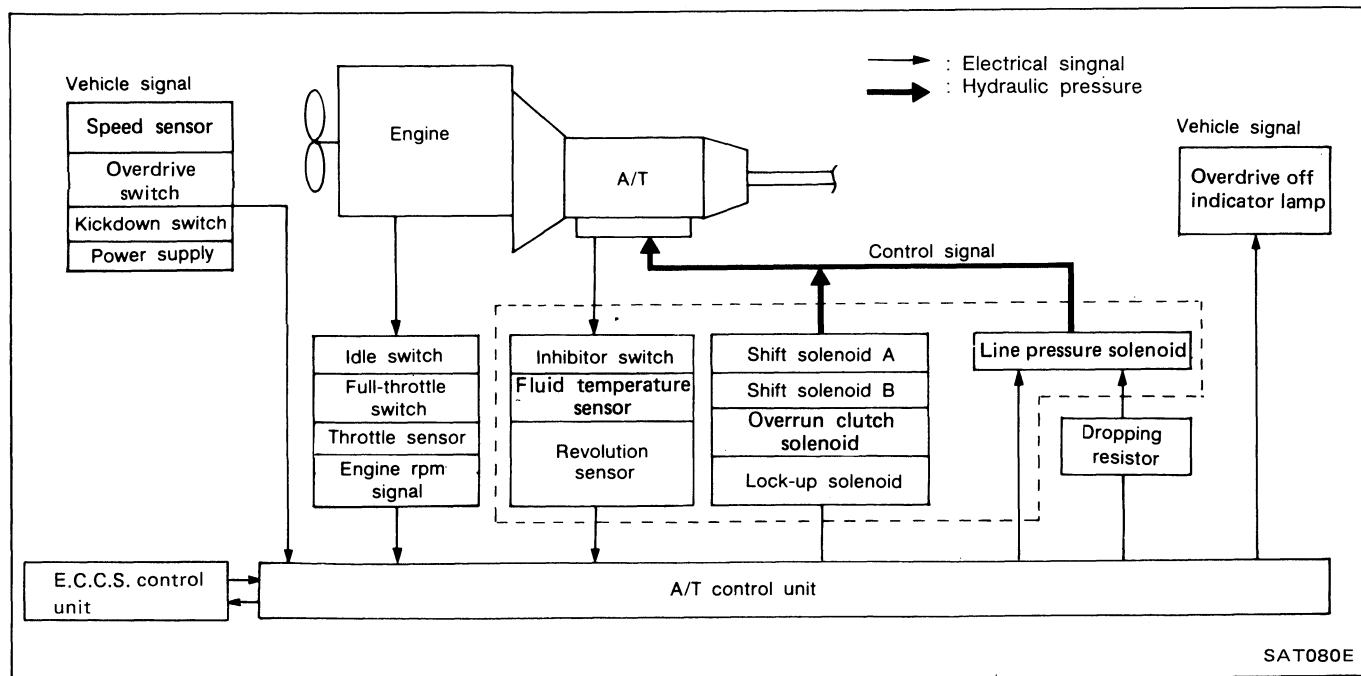 : Electrical singnal
: Hydraulic pressure
Vehicle signal
Speed sensor
Overdrive
switch
Kickdown switch
Power supply
Engine
A/T
Vehicle signal
Overdrive off
indicator lamp
Control signal
Idle switch
Full-throttle
switch
Throttle sensor
Engine rpm
signal
Inhibitor switch
Fluid temperature
sensor
Revolution
sensor
Shift solenoid A
Shift solenoid B
Overrun clutch
solenoid
Lock-up solenoid
Line pressure solenoid
Dropping
resistor
E.C.C.S. control
unit
A/T control unit
SAT080E